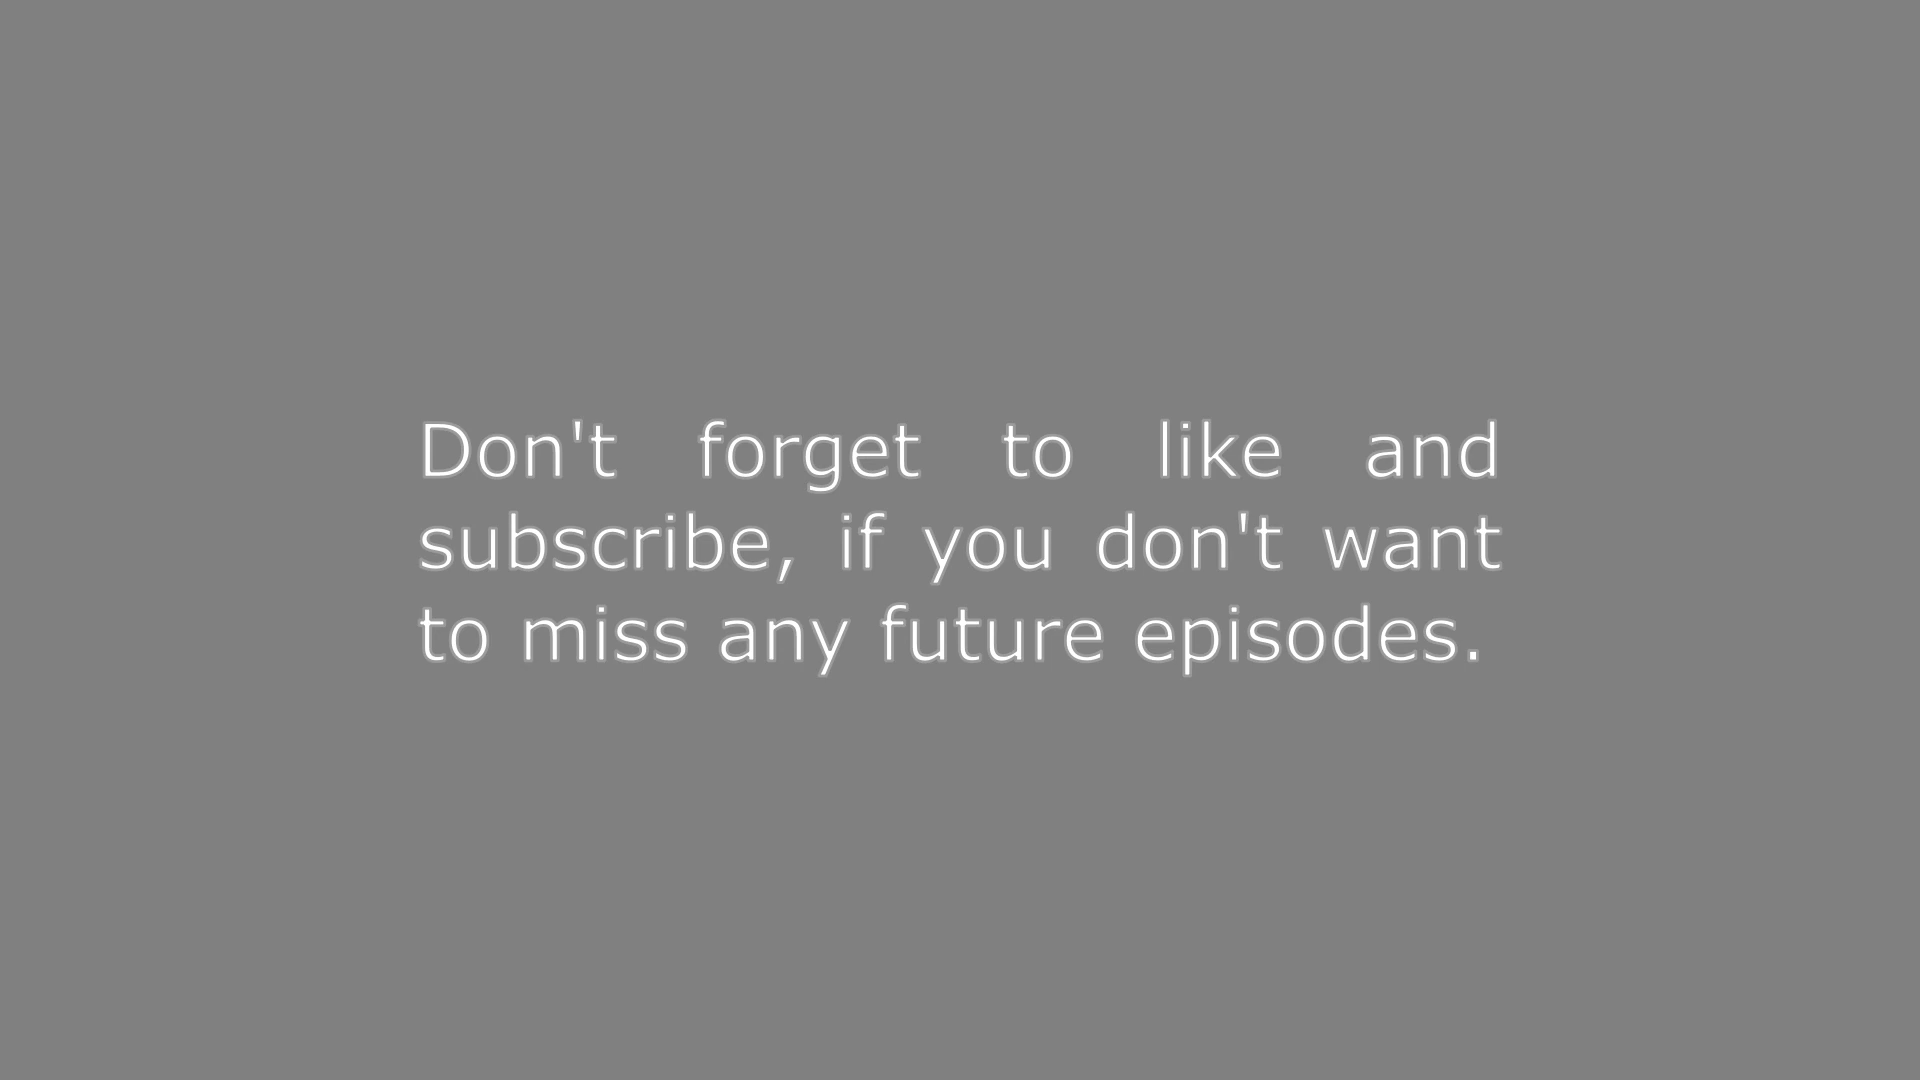 Don't forget to like and
subscribe, if you don't want
to miss any future episodes.